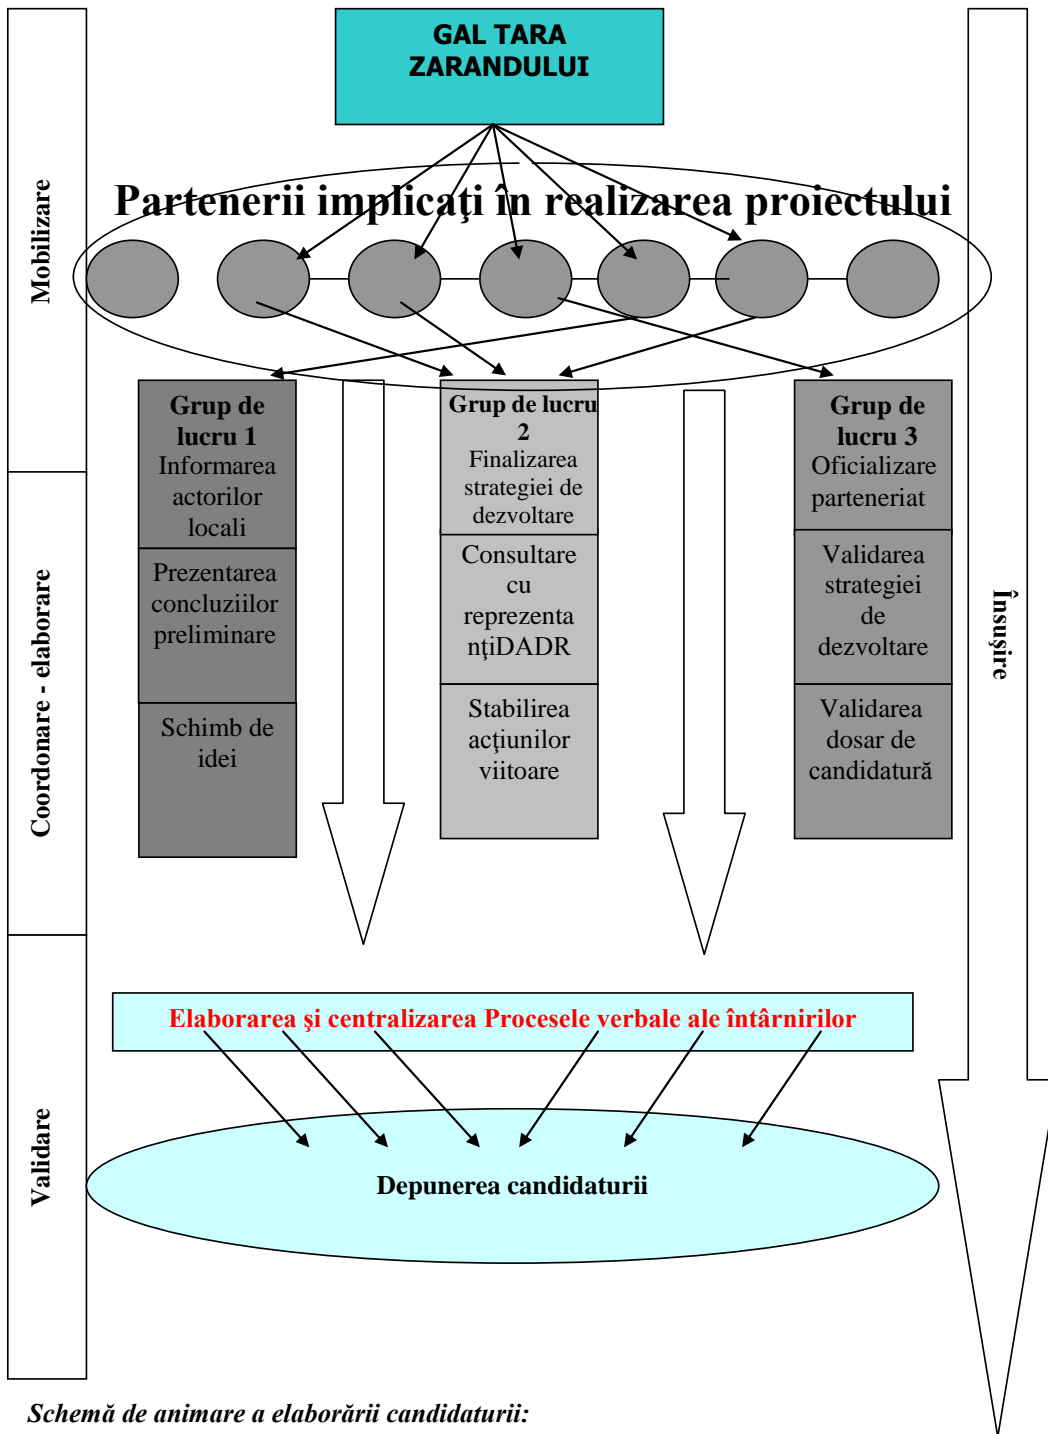 GAL TARA
ZARANDULUI
Partenerii implicaţi în realizarea proiectului
Mobilizare
Grup de
lucru 1
Informarea
actorilor
locali
Prezentarea
concluziilor
preliminare
Schimb de
idei
Grup de lucru
2
Finalizarea
strategiei de
dezvoltare
Consultare
cu
reprezenta
nţiDADR
Stabilirea
acţiunilor
viitoare
Grup de
lucru 3
Oficializare
parteneriat
Validarea
strategiei
de
dezvoltare
Validarea
dosar de
candidatură
Coordonare - elaborare
Însuşire
Elaborarea şi centralizarea Procesele verbale ale întârnirilor
Validare
Depunerea candidaturii
Schemă de animare a elaborării candidaturii: